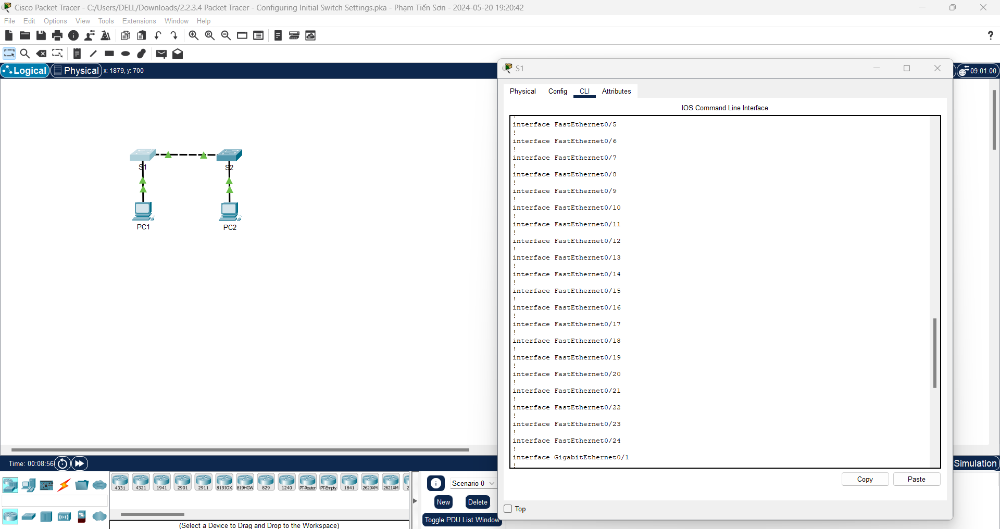 Cisco Packet Tracer - C:/Users/DELL/Downloads/2.2.3.4 Packet Tracer - Configuring Initial Switch Settings.pka - Phạm Tiến Sơn - 2024-05-20 19:20:42
File Edit Options View Tools Extensions Window Help
Logical Physical x: 1879, y: 700
09:01:00
S1
Physical Config CLI Attributes
IOS Command Line Interface
!
interface FastEthernet0/5
!
interface FastEthernet0/6
!
interface FastEthernet0/7
!
interface FastEthernet0/8
!
interface FastEthernet0/9
!
interface FastEthernet0/10
!
interface FastEthernet0/11
!
interface FastEthernet0/12
!
interface FastEthernet0/13
!
interface FastEthernet0/14
!
interface FastEthernet0/15
!
interface FastEthernet0/16
!
interface FastEthernet0/17
!
interface FastEthernet0/18
!
interface FastEthernet0/19
!
interface FastEthernet0/20
!
interface FastEthernet0/21
!
interface FastEthernet0/22
!
interface FastEthernet0/23
!
interface FastEthernet0/24
!
interface GigabitEthernet0/1
!
Copy Paste
Top
S1 S2
PC1 PC2
Time: 00:08:56
Simulation
4331 4321 1941 2901 2911 819IOX 819HGW 829 1240 PT-Router PT-Empty 1841 2620XM 2621XM 2
Scenario 0
New Delete
Toggle PDU List Window
(Select a Device to Drag and Drop to the Workspace)